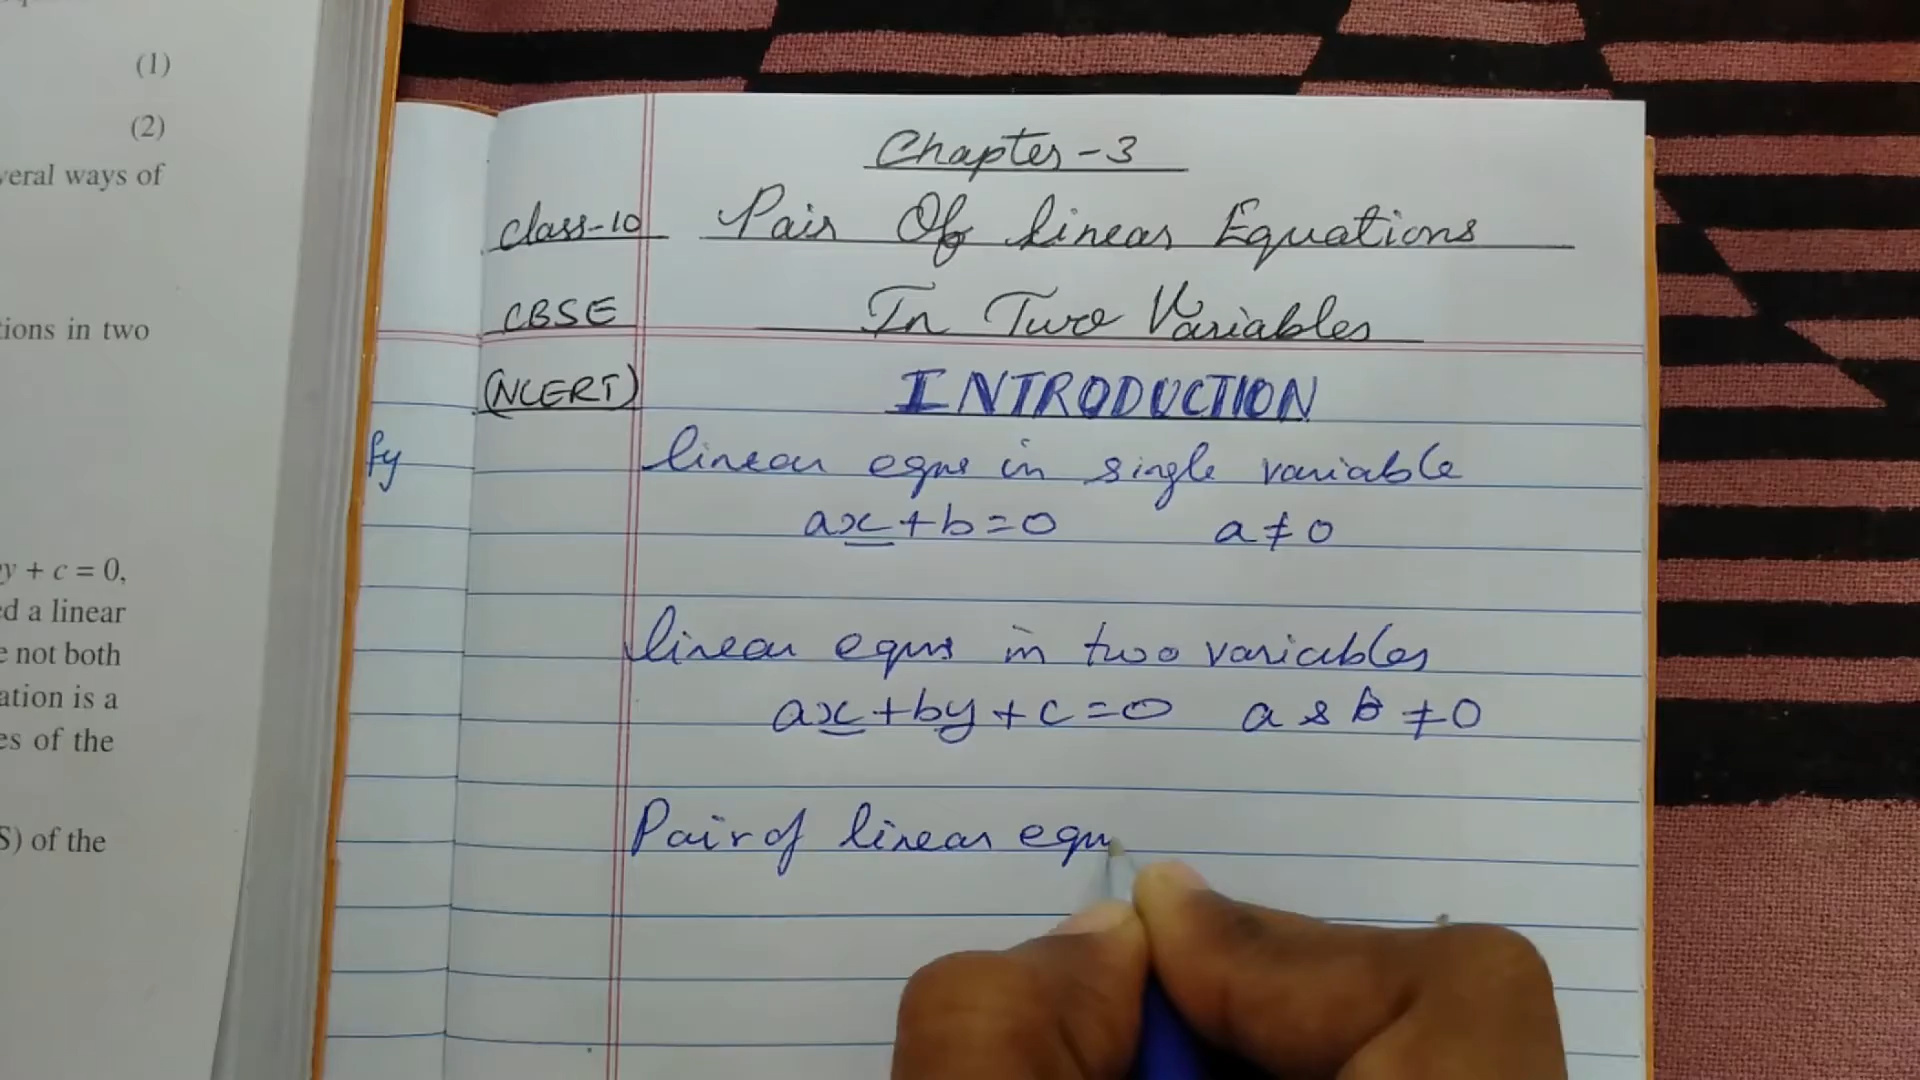 (1)
(2)
veral ways of
tions in two
y + c = 0,
ed a linear
e not both
ation is a
es of the
S) of the
fy
Chapter-3
Class-10 Pair Of linear Equations
CBSE In Two Variables
(NCERT) INTRODUCTION
linear eqns in single variable
ax+b=0 a≠0
linear eqns in two variables
ax+by+c=0 a & b ≠0
Pair of linear eqn